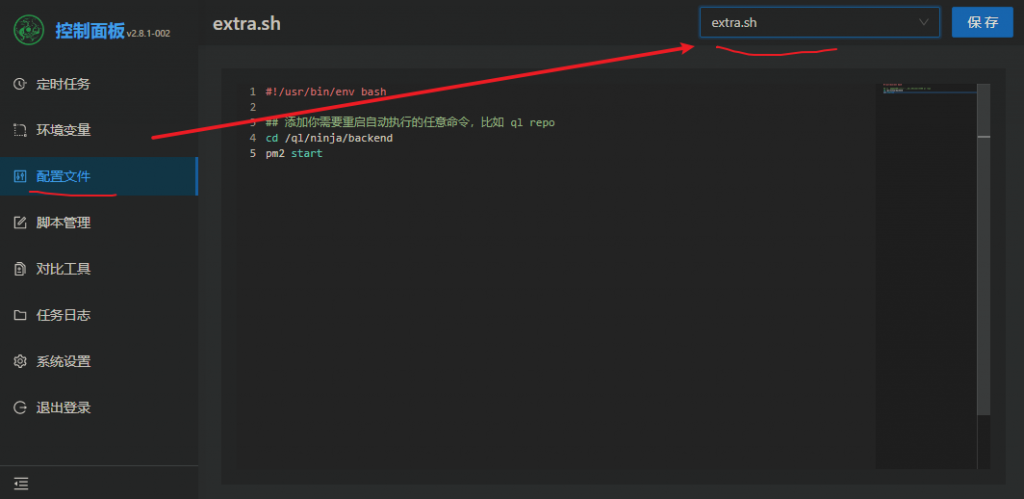 控制面板 v2.8.1-002
定时任务
环境变量
配置文件
脚本管理
对比工具
任务日志
系统设置
退出登录
extra.sh
extra.sh
保存
1 #!/usr/bin/env bash
2
3 ## 添加你需要重启自动执行的任意命令，比如 ql repo
4 cd /ql/ninja/backend
5 pm2 start